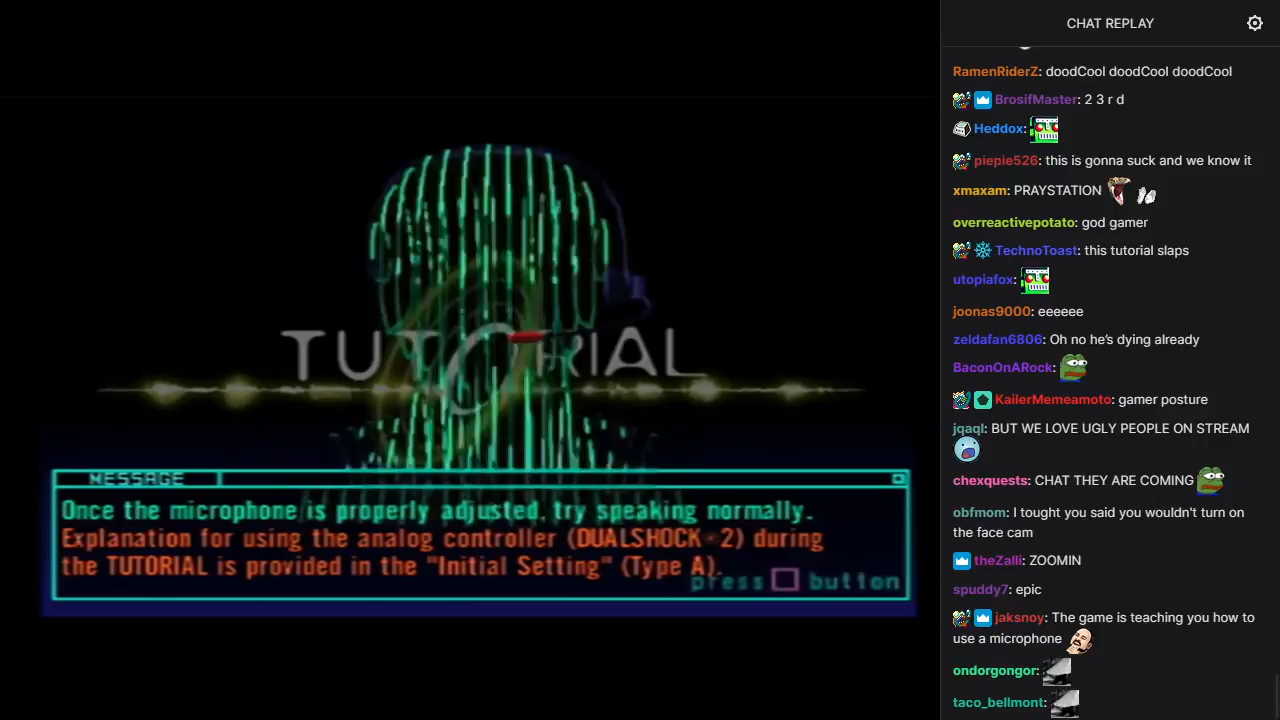 TUTORIAL
MESSAGE
Once the microphone is properly adjusted, try speaking normally.
Explanation for using the analog controller (DUALSHOCK 2) during
the TUTORIAL is provided in the "Initial Setting" (Type A).
press □ button
CHAT REPLAY
RamenRiderZ: doodCool doodCool doodCool
BrosifMaster: 2 3 r d
Heddox:
piepie526: this is gonna suck and we know it
xmaxam: PRAYSTATION
overreactivepotato: god gamer
TechnoToast: this tutorial slaps
utopiafox:
joonas9000: eeeeee
zeldafan6806: Oh no he's dying already
BaconOnARock:
KailerMemeamoto: gamer posture
jqaql: BUT WE LOVE UGLY PEOPLE ON STREAM
chexquests: CHAT THEY ARE COMING
obfmom: I tought you said you wouldn't turn on
the face cam
theZalli: ZOOMIN
spuddy7: epic
jaksnoy: The game is teaching you how to
use a microphone
ondorgongor:
taco_bellmont: